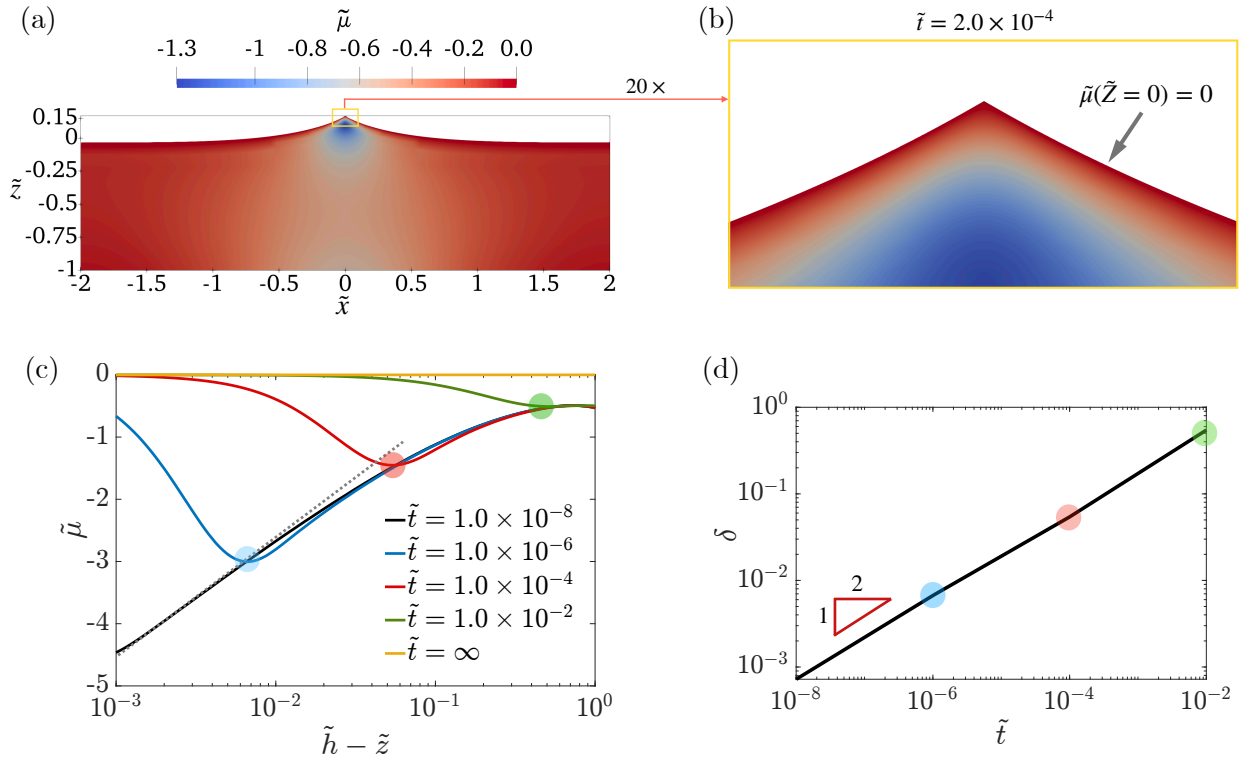 (a)
μ̃
-1.3 -1 -0.8 -0.6 -0.4 -0.2 0.0
0.15
0
-0.25
-0.5
-0.75
-1
z̃
-2 -1.5 -1 -0.5 0 0.5 1 1.5 2
x̃
20 ×
(b)
t̃ = 2.0 × 10⁻⁴
μ̃(Z̃ = 0) = 0
(c)
0
-1
-2
-3
-4
-5
μ̃
t̃ = 1.0 × 10⁻⁸
t̃ = 1.0 × 10⁻⁶
t̃ = 1.0 × 10⁻⁴
t̃ = 1.0 × 10⁻²
t̃ = ∞
10⁻³ 10⁻² 10⁻¹ 10⁰
h̃ − z̃
(d)
10⁰
10⁻¹
10⁻²
10⁻³
δ
2
1
10⁻⁸ 10⁻⁶ 10⁻⁴ 10⁻²
t̃